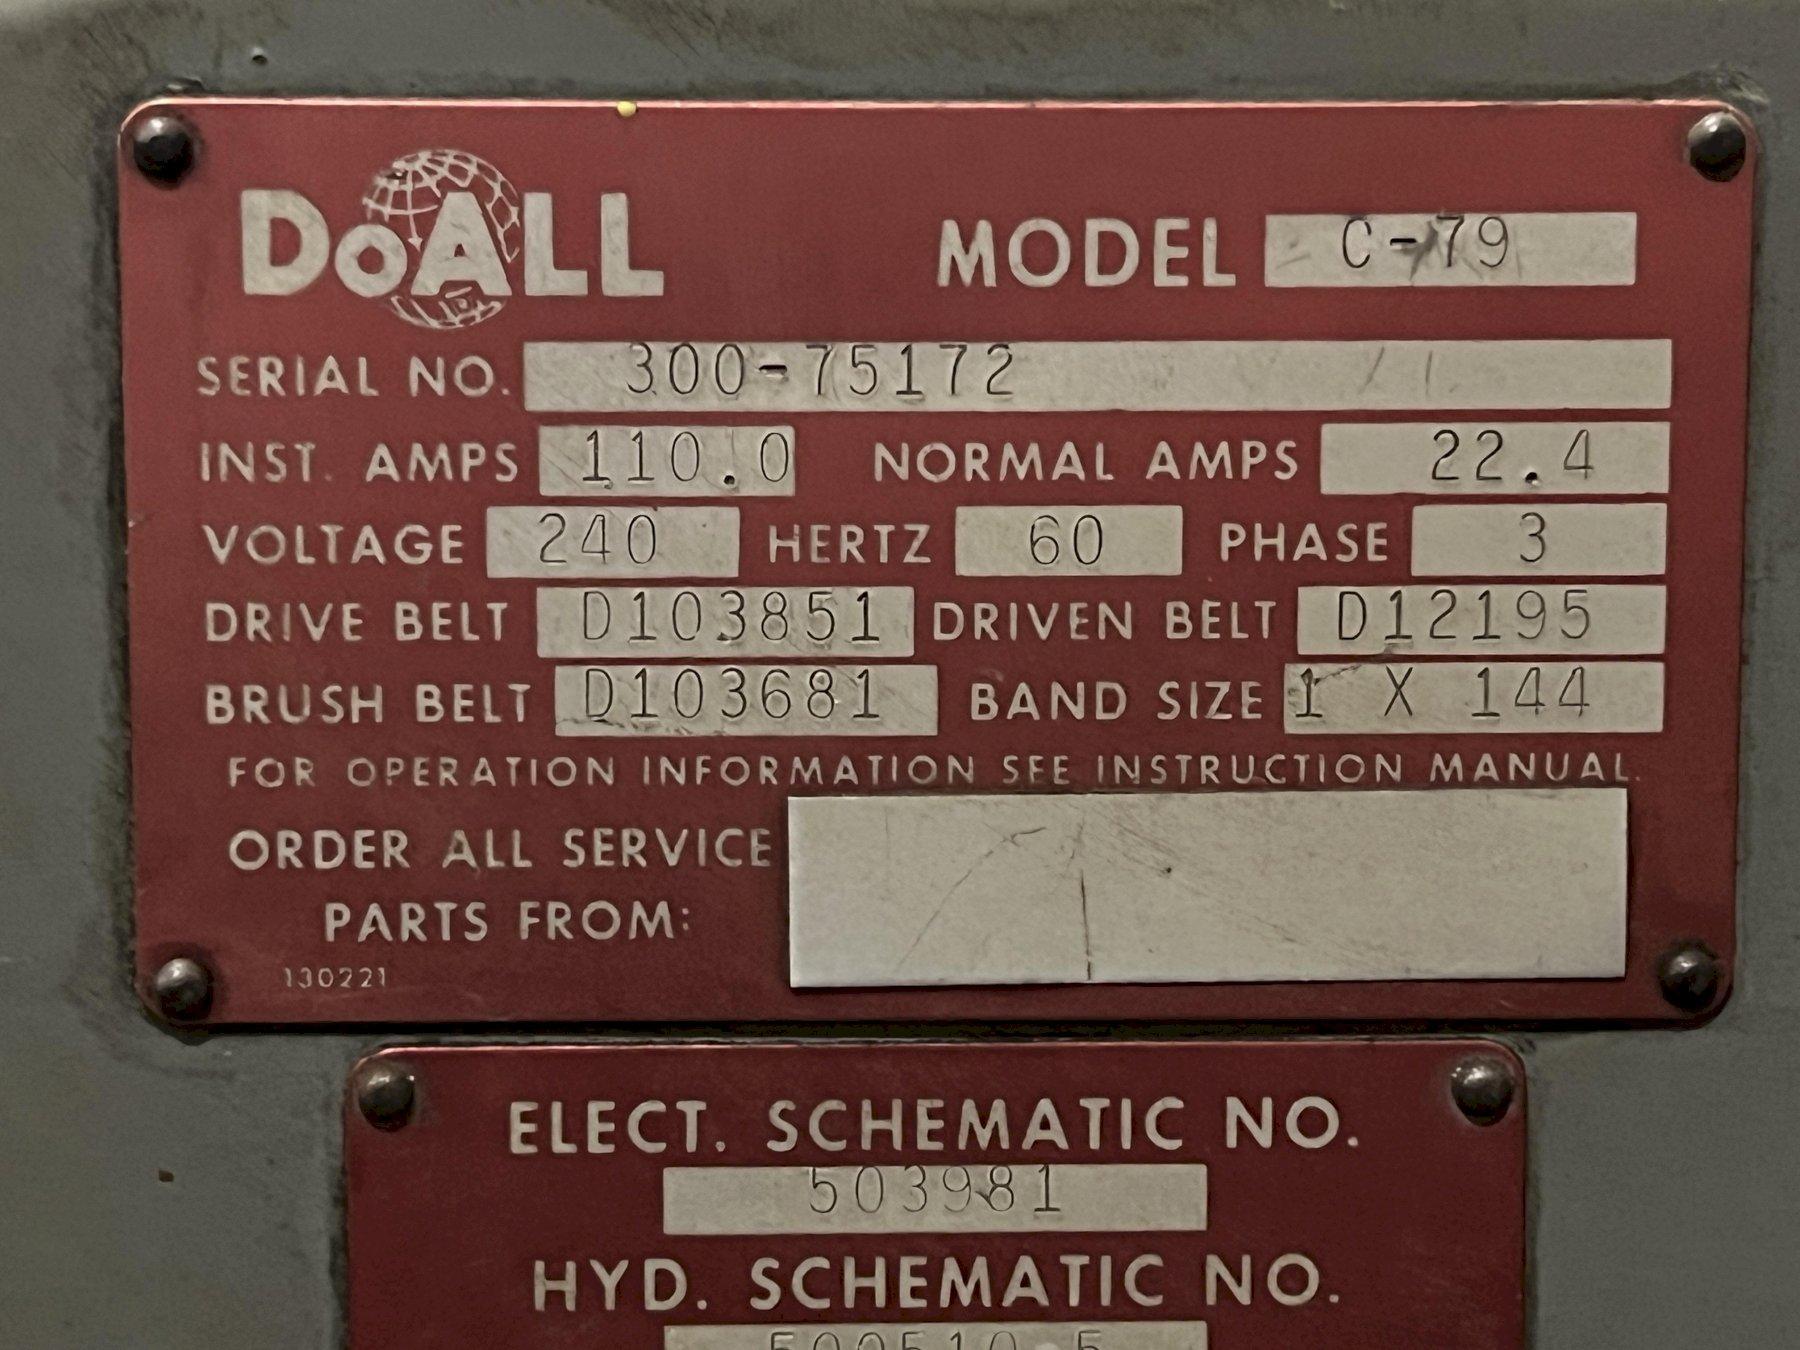 DoALL MODEL C-79
SERIAL NO. 300-75172
INST. AMPS 110.0 NORMAL AMPS 22.4
VOLTAGE 240 HERTZ 60 PHASE 3
DRIVE BELT D103851 DRIVEN BELT D12195
BRUSH BELT D103681 BAND SIZE 1 X 144
FOR OPERATION INFORMATION SEE INSTRUCTION MANUAL.
ORDER ALL SERVICE
PARTS FROM:
130221
ELECT. SCHEMATIC NO.
503981
HYD. SCHEMATIC NO.